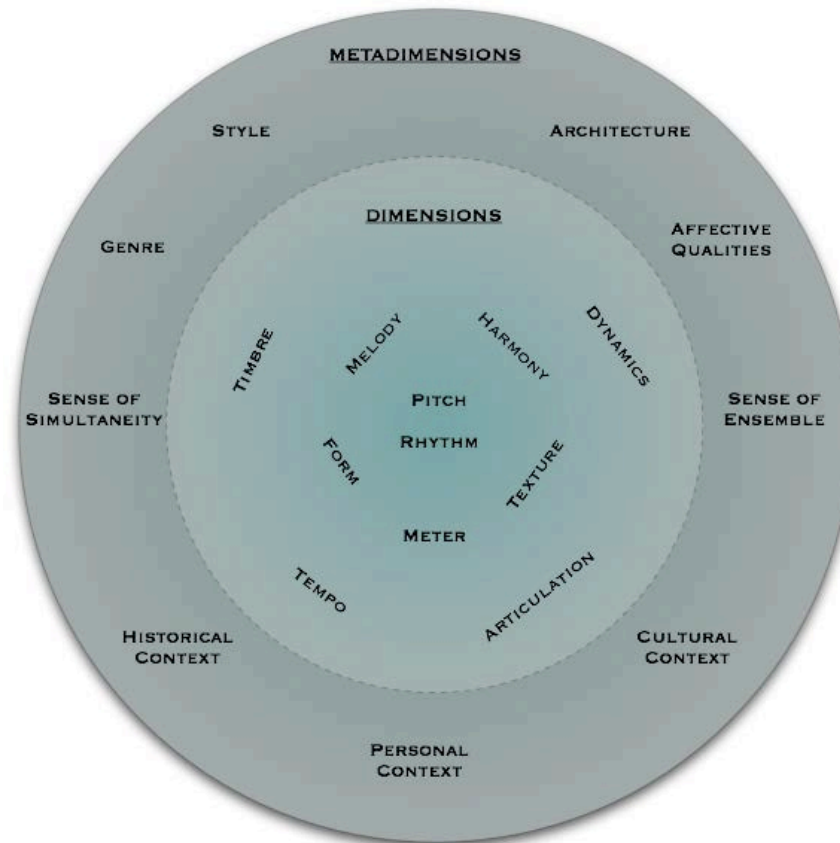 METADIMENSIONS
STYLE
ARCHITECTURE
GENRE
AFFECTIVE
QUALITIES
SENSE OF
SIMULTANEITY
SENSE OF
ENSEMBLE
HISTORICAL
CONTEXT
CULTURAL
CONTEXT
PERSONAL
CONTEXT
DIMENSIONS
TIMBRE
MELODY
HARMONY
DYNAMICS
PITCH
RHYTHM
FORM
TEXTURE
METER
TEMPO
ARTICULATION